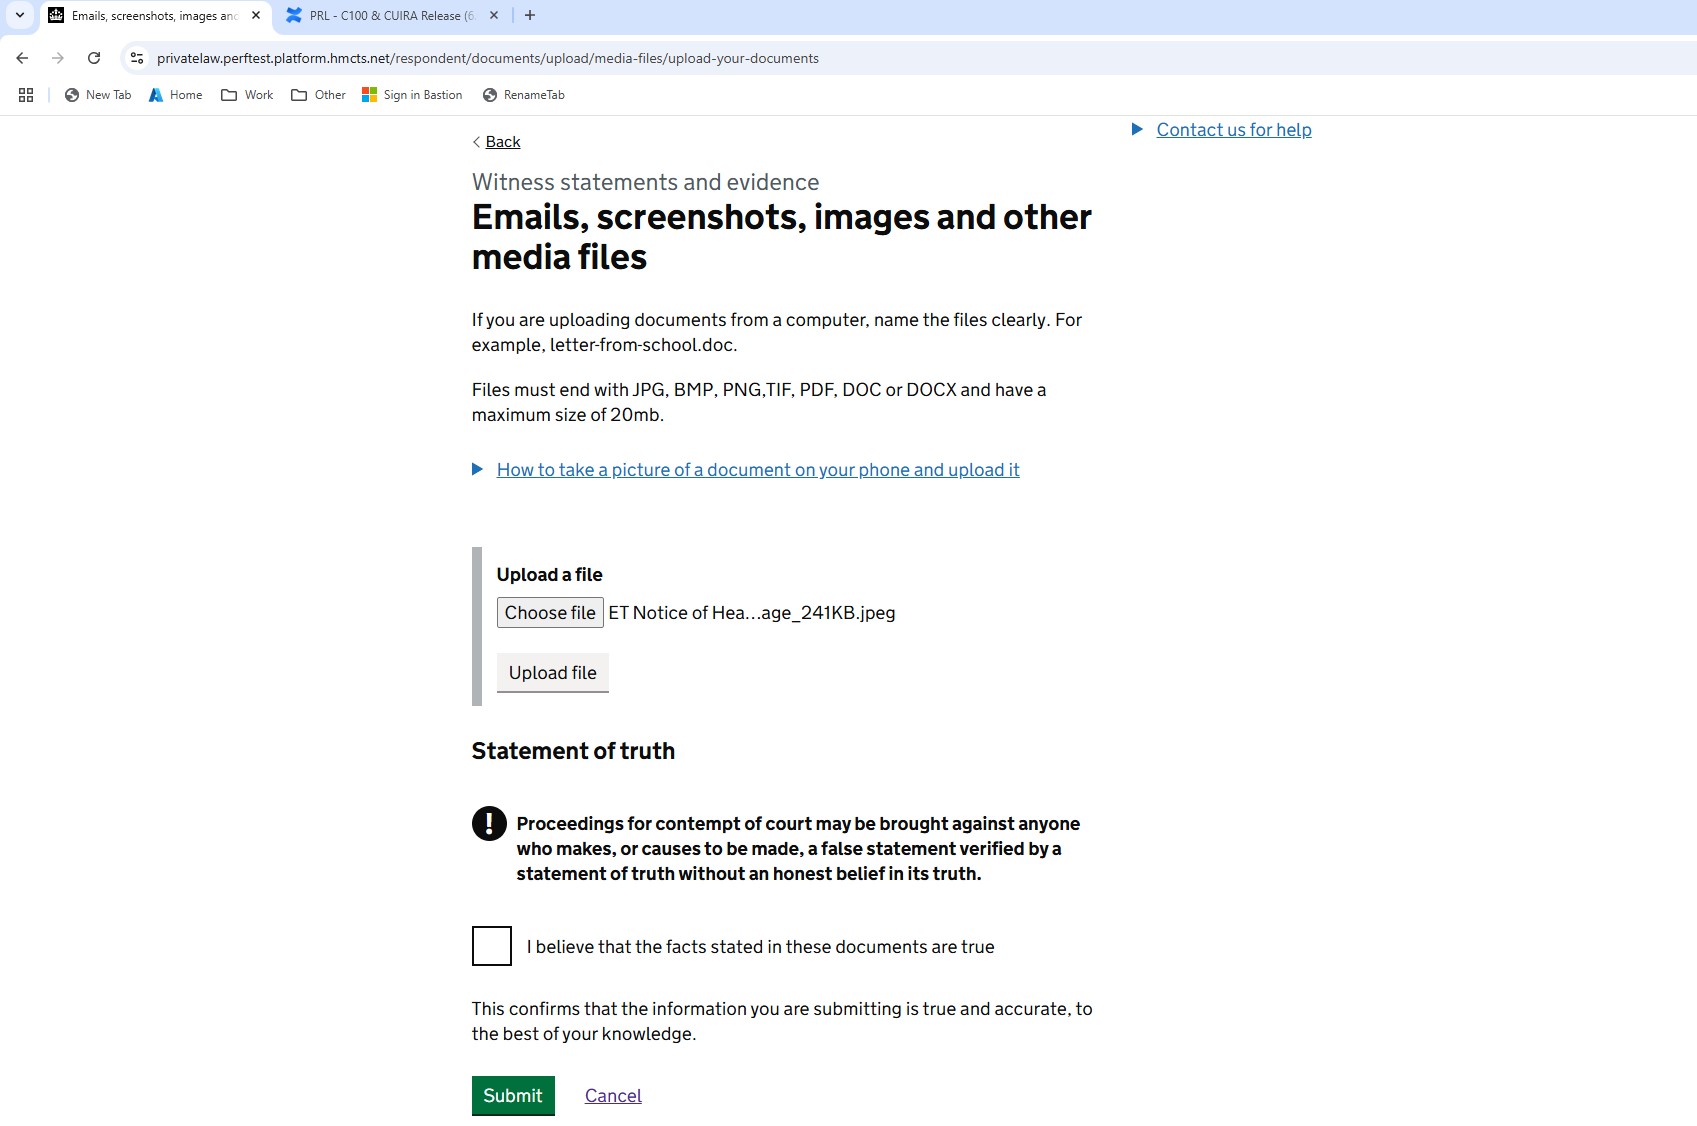 Emails, screenshots, images and
PRL - C100 & CUIRA Release (6.
privatelaw.perftest.platform.hmcts.net/respondent/documents/upload/media-files/upload-your-documents
New Tab Home Work Other Sign in Bastion RenameTab
Contact us for help
Back
Witness statements and evidence
Emails, screenshots, images and other
media files
If you are uploading documents from a computer, name the files clearly. For
example, letter-from-school.doc.
Files must end with JPG, BMP, PNG,TIF, PDF, DOC or DOCX and have a
maximum size of 20mb.
How to take a picture of a document on your phone and upload it
Upload a file
Choose file ET Notice of Hea...age_241KB.jpeg
Upload file
Statement of truth
! Proceedings for contempt of court may be brought against anyone
who makes, or causes to be made, a false statement verified by a
statement of truth without an honest belief in its truth.
I believe that the facts stated in these documents are true
This confirms that the information you are submitting is true and accurate, to
the best of your knowledge.
Submit Cancel